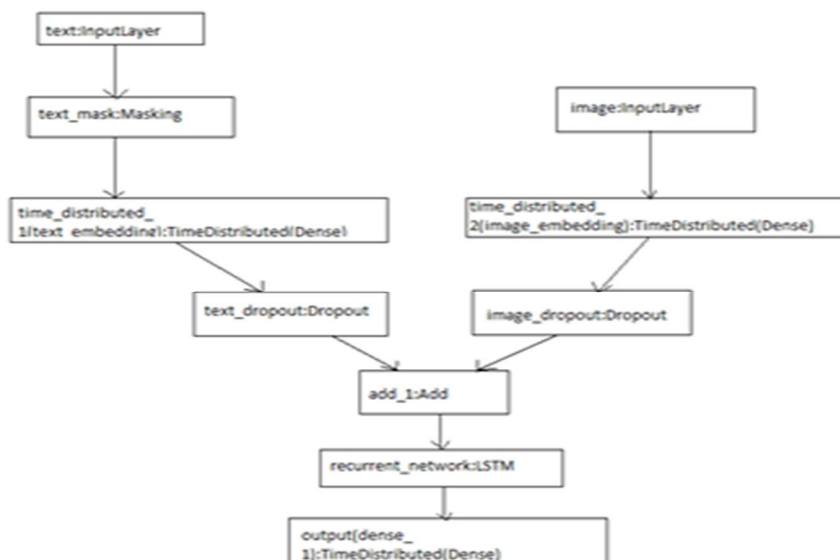 text:InputLayer
text_mask:Masking
image:InputLayer
time_distributed_
1(text_embedding):TimeDistributed(Dense)
time_distributed_
2(image_embedding):TimeDistributed(Dense)
text_dropout:Dropout
image_dropout:Dropout
add_1:Add
recurrent_network:LSTM
output(dense_
1):TimeDistributed(Dense)